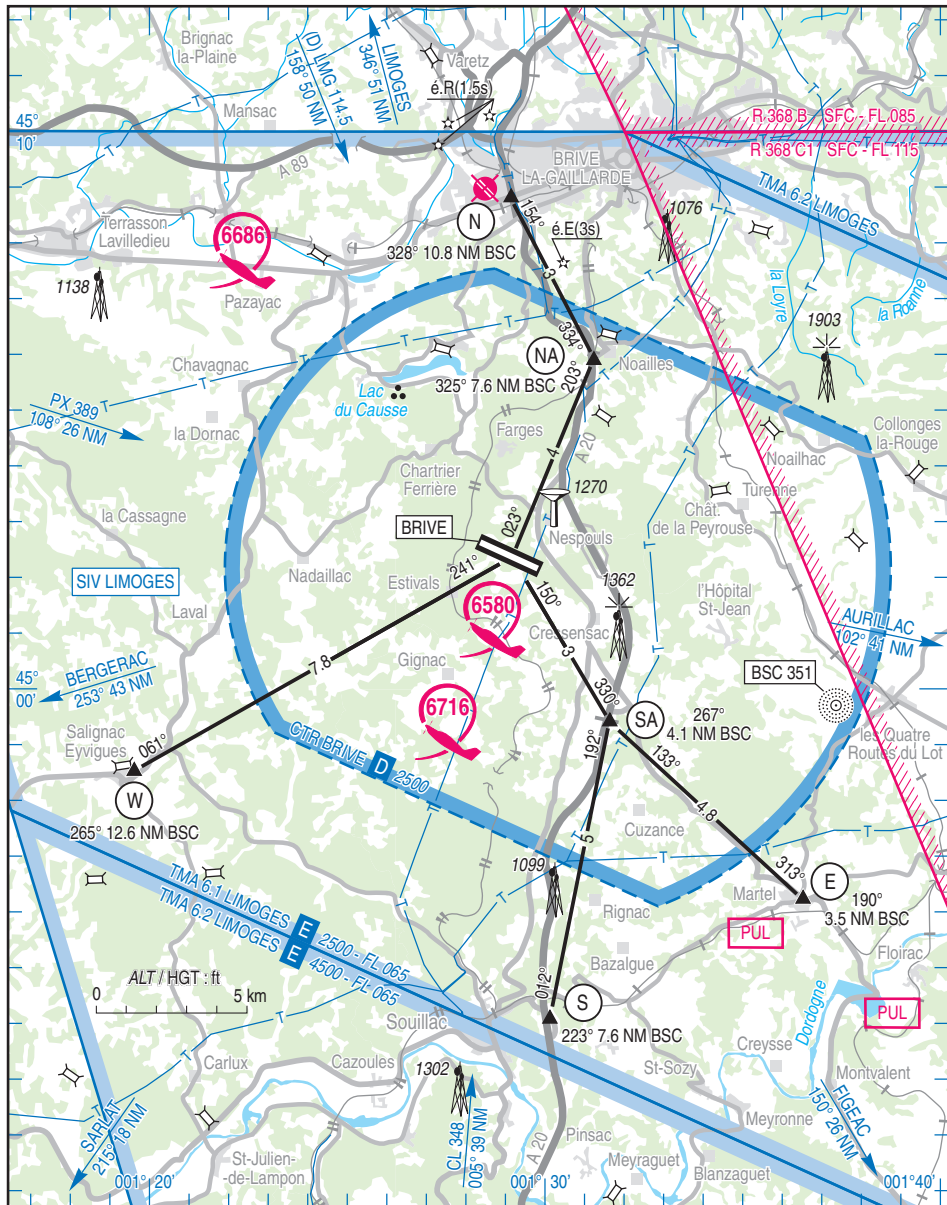 Brignac
la-Plaine
(D) LMG 114.5
158° 50 NM
LIMOGES
346° 51 NM
Varetz
é.R(1.5s)
Mansac
45°
10'
A 89
R 368 B - SFC - FL 085
R 368 C1 SFC - FL 115
BRIVE
LA-GAILLARDE
TMA 6.2 LIMOGES
Terrasson
Lavilledieu
6686
N
328° 10.8 NM BSC
154°
é.E(3s)
1076
la Loyre
la Roanne
1138
Pazayac
3
1903
334°
NA
325° 7.6 NM BSC
203°
Noailles
Chavagnac
Lac
du Causse
PX 389
108° 26 NM
la Dornac
Farges
4
A 20
Collonges
la-Rouge
Noailhac
Chartrier
Ferrière
1270
Turenne
Chât.
de la Peyrouse
la Cassagne
BRIVE
023°
Nespouls
SIV LIMOGES
Nadaillac
Estivals
241°
150°
1362
l'Hôpital
St-Jean
Laval
6580
Cressensac
3
AURILLAC
102° 41 NM
7.8
Gignac
BERGERAC
253° 43 NM
45°
00'
6716
330°
BSC 351
SA
267°
4.1 NM BSC
Salignac
Eyvigues
061°
192°
133°
les Quatre
Routes du Lot
CTR BRIVE D 2500
W
265° 12.6 NM BSC
4.8
5
Cuzance
1099
313°
E
190°
3.5 NM BSC
Martel
Rignac
TMA 6.1 LIMOGES E 2500 - FL 065
TMA 6.2 LIMOGES E 4500 - FL 065
PUL
Floirac
Bazalgue
ALT / HGT : ft
0
5 km
012°
S
223° 7.6 NM BSC
PUL
Souillac
Dordogne
Creysse
Carlux
Cazoules
1302
St-Sozy
Montvalent
SARLAT
215° 18 NM
CL 348
005° 39 NM
Meyronne
FIGEAC
150° 26 NM
A 20
Pinsac
St-Julien-
-de-Lampon
Meyraguet
Blanzaguet
001° 20'
001° 30'
001° 40'